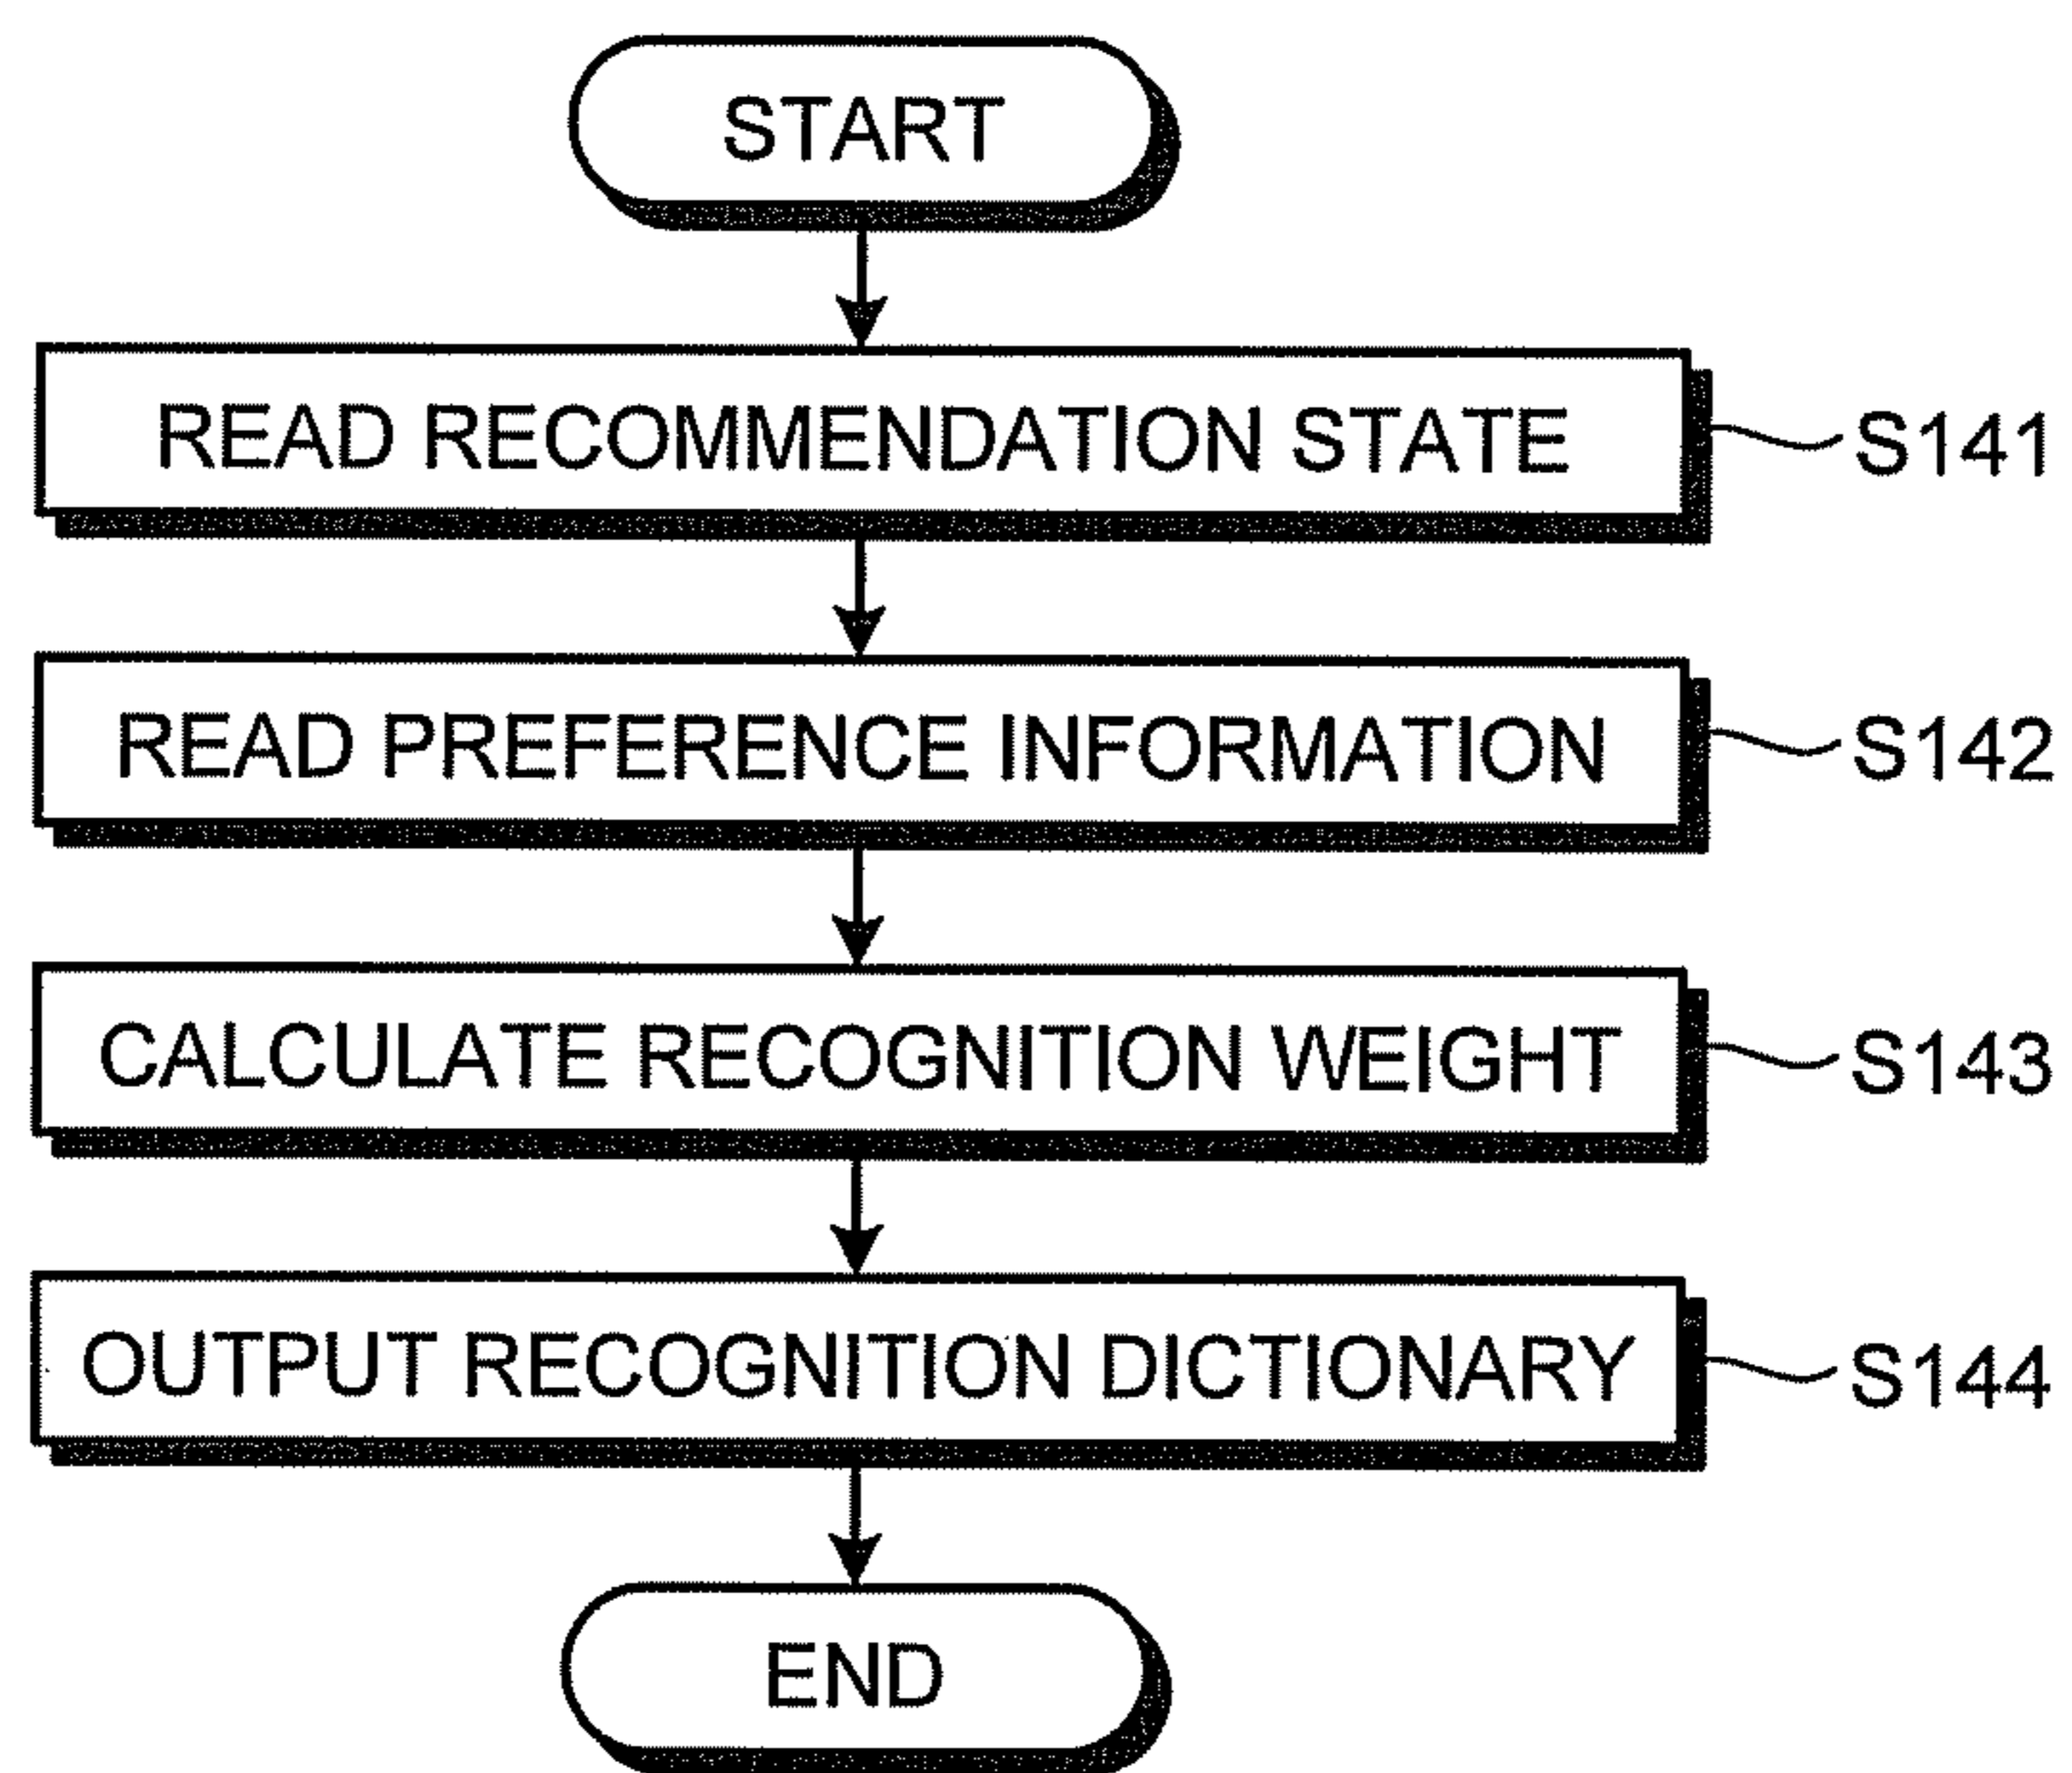 START
READ RECOMMENDATION STATE S141
READ PREFERENCE INFORMATION S142
CALCULATE RECOGNITION WEIGHT S143
OUTPUT RECOGNITION DICTIONARY S144
END